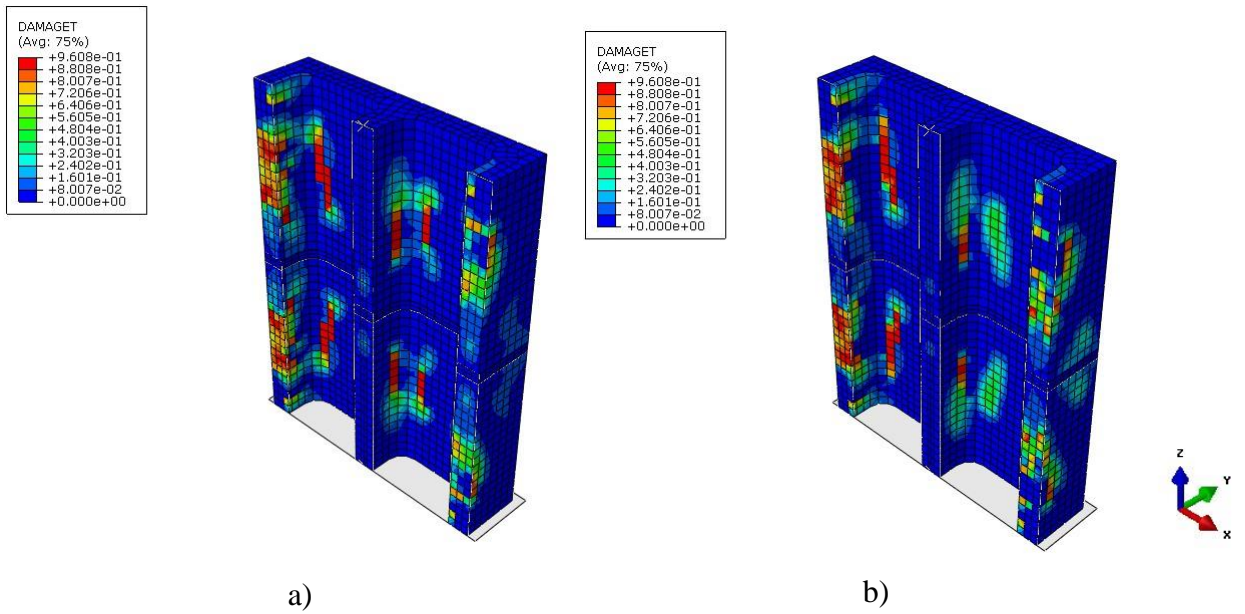 DAMAGET
(Avg: 75%)
+9.608e-01
+8.808e-01
+8.007e-01
+7.206e-01
+6.406e-01
+5.605e-01
+4.804e-01
+4.003e-01
+3.203e-01
+2.402e-01
+1.601e-01
+8.007e-02
+0.000e+00
DAMAGET
(Avg: 75%)
+9.608e-01
+8.808e-01
+8.007e-01
+7.206e-01
+6.406e-01
+5.605e-01
+4.804e-01
+4.003e-01
+3.203e-01
+2.402e-01
+1.601e-01
+8.007e-02
+0.000e+00
Z
Y
X
a)
b)